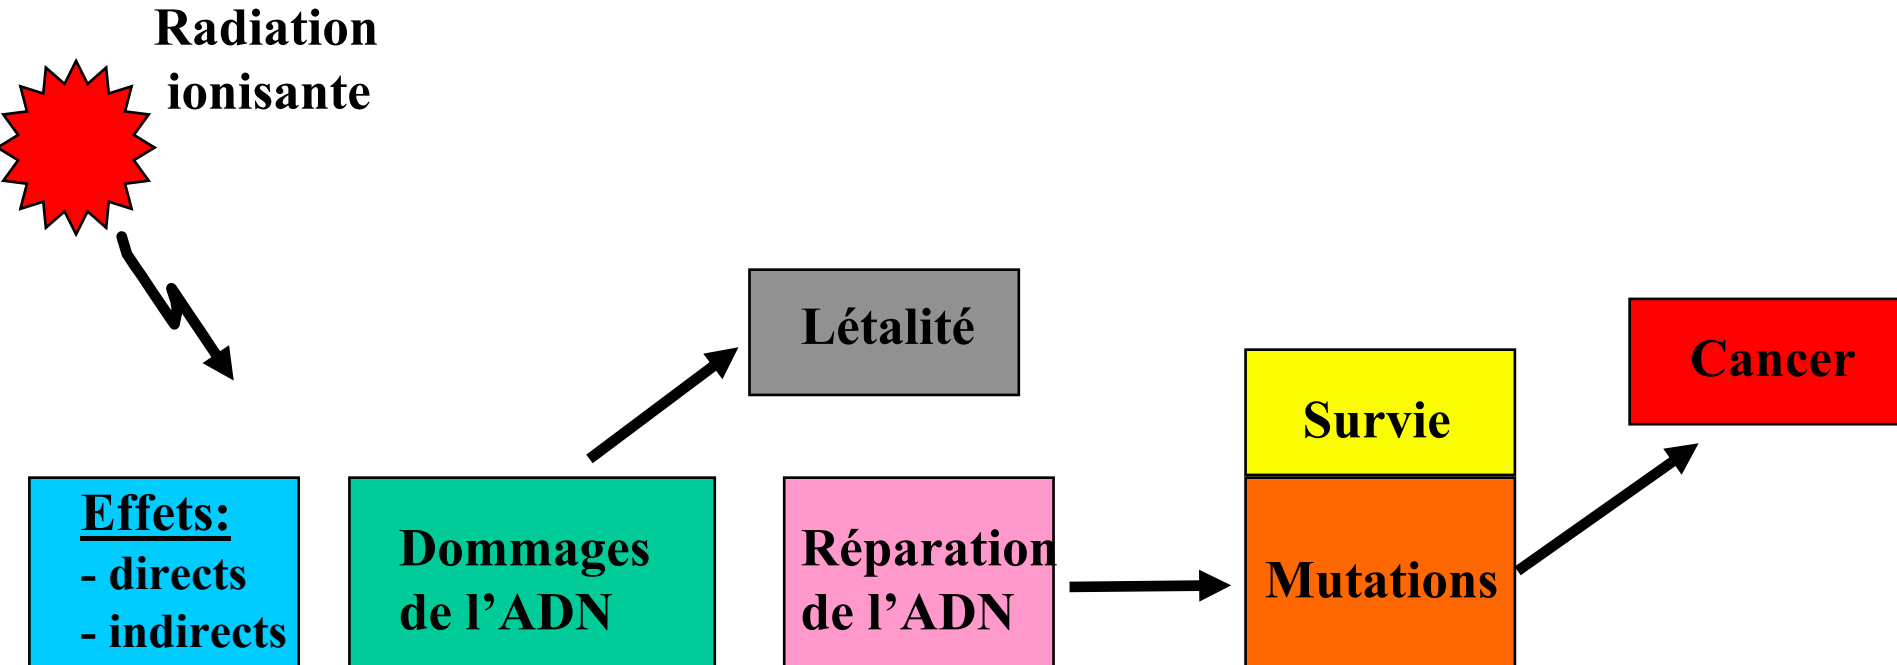 Radiation
ionisante
Létalité
Cancer
Survie
Effets:
- directs
- indirects
Dommages
de l’ADN
Réparation
de l’ADN
Mutations